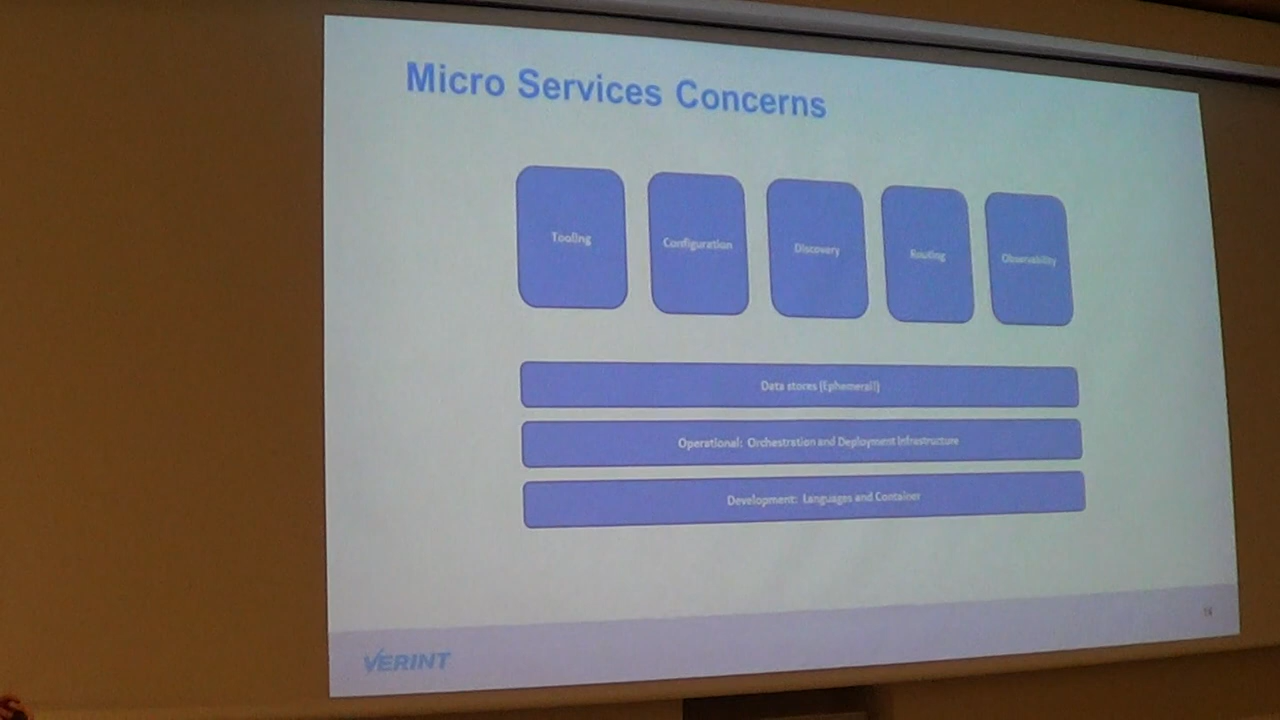 Micro Services Concerns
Tooling
Configuration
Discovery
Routing
Observability
Data stores (Ephemeral!)
Operational: Orchestration and Deployment Infrastructure
Development: Languages and Container
VERINT